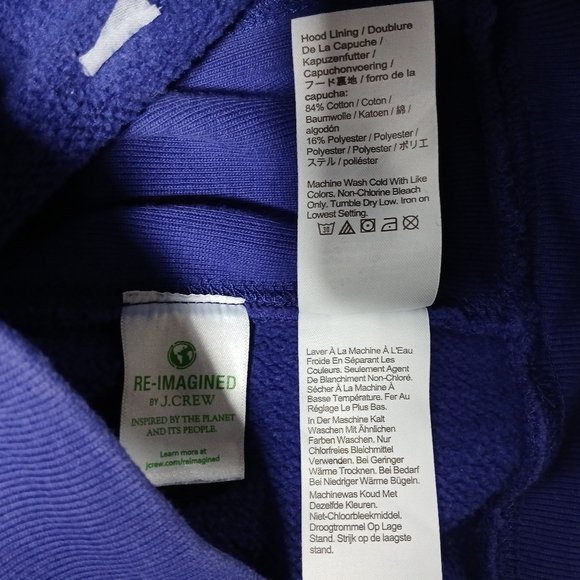 Hood Lining / Doublure
De La Capuche /
Kapuzenfutter /
Capuchonvoering /
フード裏地 / forro de la
capucha:
84% Cotton / Coton /
Baumwolle / Katoen / 綿 /
algodón
16% Polyester / Polyester /
Polyester / Polyester / ポリエ
ステル / poliéster
Machine Wash Cold With Like
Colors. Non-Chlorine Bleach
Only. Tumble Dry Low. Iron on
Lowest Setting.
30
RE-IMAGINED
BY J.CREW
INSPIRED BY THE PLANET
AND ITS PEOPLE.
Learn more at
jcrew.com/reimagined
Laver À La Machine À L'Eau
Froide En Séparant Les
Couleurs. Seulement Agent
De Blanchiment Non-Chloré.
Sécher À La Machine À
Basse Température. Fer Au
Réglage Le Plus Bas.
In Der Maschine Kalt
Waschen Mit Ähnlichen
Farben Waschen. Nur
Chlorfreies Bleichmittel
Verwenden. Bei Geringer
Wärme Trocknen. Bei Bedarf
Bei Niedriger Wärme Bügeln.
Machinewas Koud Met
Dezelfde Kleuren.
Niet-Chloorbleekmiddel.
Droogtrommel Op Lage
Stand. Strijk op de laagste
stand.